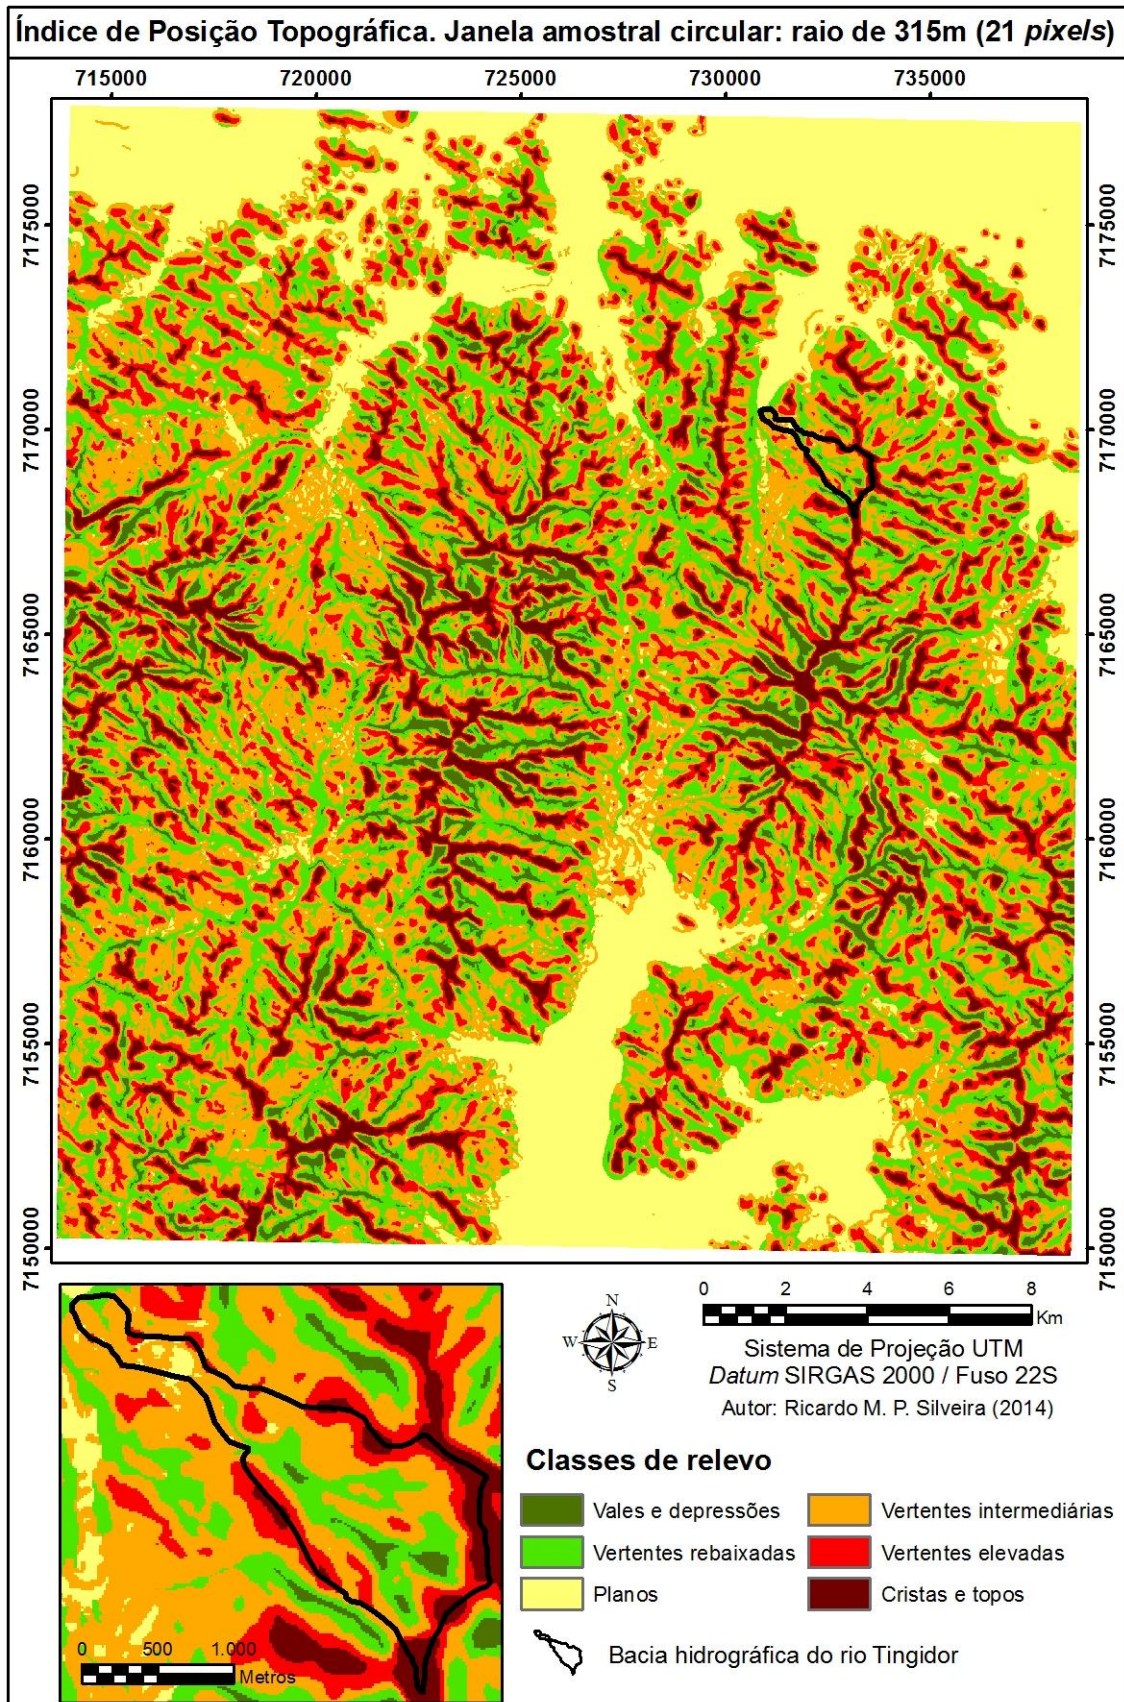 Índice de Posição Topográfica. Janela amostral circular: raio de 315m (21 pixels)
715000 720000 725000 730000 735000
7175000 7175000
7170000 7170000
7165000 7165000
7160000 7160000
7155000 7155000
7150000 7150000
0 500 1.000
Metros
N
W E
S
0 2 4 6 8
Km
Sistema de Projeção UTM
Datum SIRGAS 2000 / Fuso 22S
Autor: Ricardo M. P. Silveira (2014)
Classes de relevo
Vales e depressões
Vertentes rebaixadas
Planos
Vertentes intermediárias
Vertentes elevadas
Cristas e topos
Bacia hidrográfica do rio Tingidor